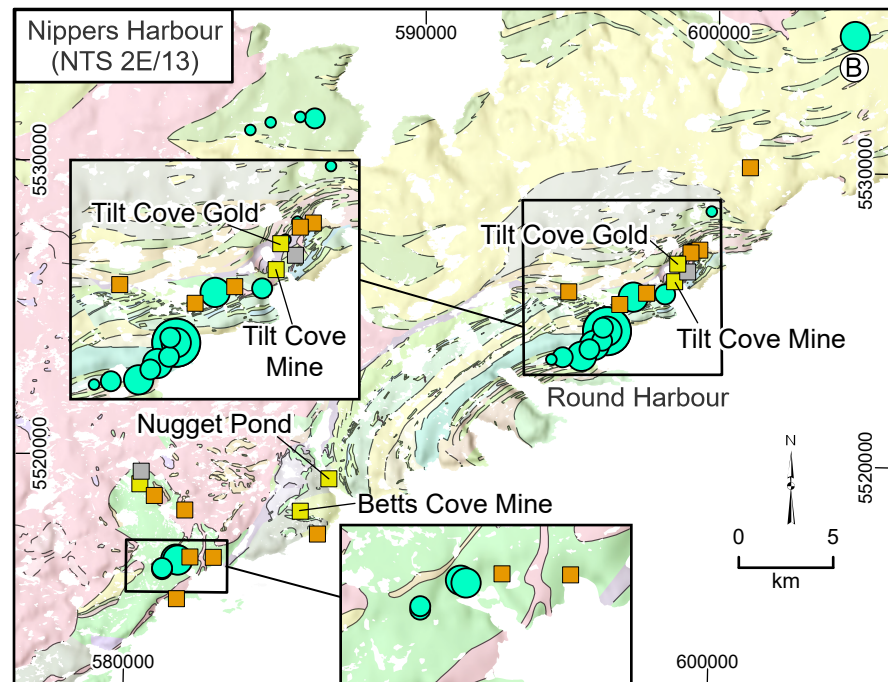 Nippers Harbour
(NTS 2E/13)
590000
600000
B
5530000
5530000
Tilt Cove Gold
Tilt Cove
Mine
Tilt Cove Gold
Tilt Cove Mine
Round Harbour
Nugget Pond
Betts Cove Mine
5520000
5520000
N
0
5
km
580000
600000